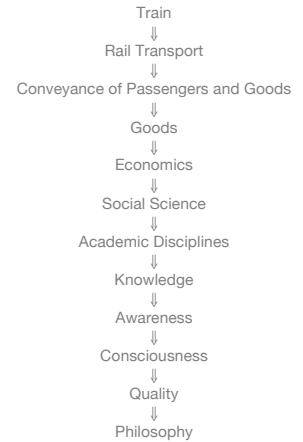 Train
⇓
Rail Transport
⇓
Conveyance of Passengers and Goods
⇓
Goods
⇓
Economics
⇓
Social Science
⇓
Academic Disciplines
⇓
Knowledge
⇓
Awareness
⇓
Consciousness
⇓
Quality
⇓
Philosophy